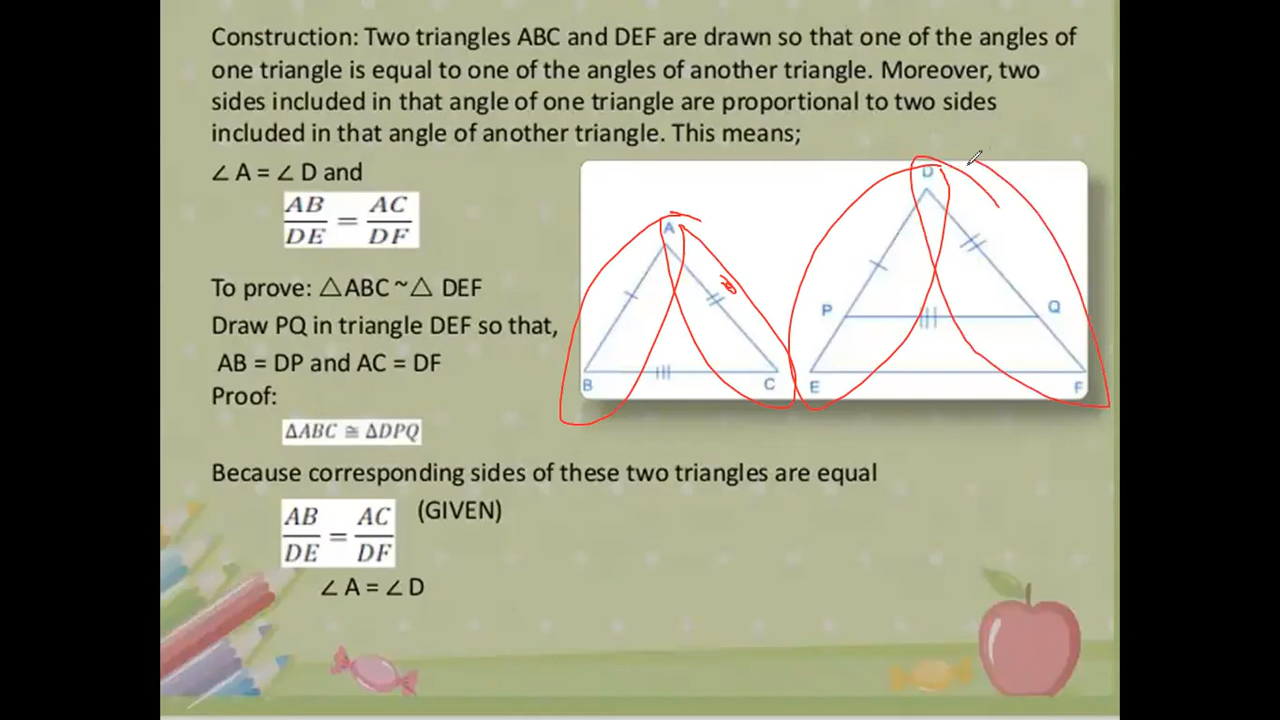 Construction: Two triangles ABC and DEF are drawn so that one of the angles of
one triangle is equal to one of the angles of another triangle. Moreover, two
sides included in that angle of one triangle are proportional to two sides
included in that angle of another triangle. This means;
∠ A = ∠ D and
AB/DE = AC/DF
To prove: △ABC ~△ DEF
Draw PQ in triangle DEF so that,
AB = DP and AC = DF
Proof:
ΔABC ≅ ΔDPQ
Because corresponding sides of these two triangles are equal
AB/DE = AC/DF (GIVEN)
∠ A = ∠ D
A
B
C
D
P
Q
E
F